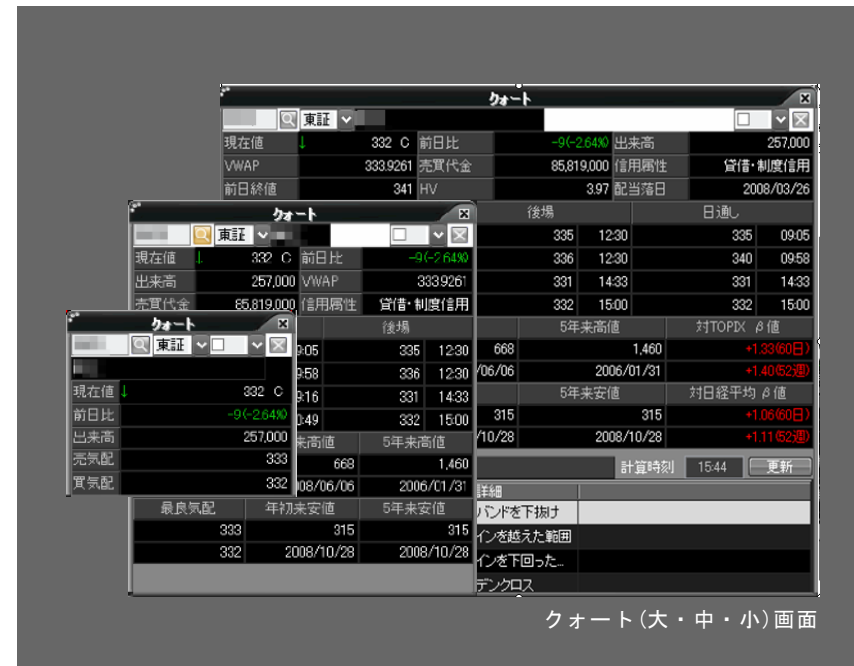 クォート
東証
現在値 ↓ 332 C 前日比 -9(-2.64%) 出来高 257,000
VWAP 333.9261 売買代金 85,819,000 信用属性 貸借・制度信用
前日終値 341 HV 3.97 配当落日 2008/03/26
後場 日通し
335 12:30 335 09:05
336 12:30 340 09:58
331 14:33 331 14:33
332 15:00 332 15:00
5年来高値 対TOPIX β値
668 1,460 +1.33(60日)
/06/06 2006/01/31 +1.40(52週)
5年来安値 対日経平均 β値
315 315 +1.06(60日)
/10/28 2008/10/28 +1.11(52週)
計算時刻 15:44 更新
詳細
バンドを下抜け
インを越えた範囲
インを下回った...
デンクロス
クォート
東証
現在値 ↓ 332 C 前日比 -9(-2.64%)
出来高 257,000 VWAP 333.9261
売買代金 85,819,000 信用属性 貸借・制度信用
後場
9:05 335 12:30
9:58 336 12:30
9:16 331 14:33
0:49 332 15:00
来高値 5年来高値
668 1,460
008/06/06 2006/01/31
最良気配 年初来安値 5年来安値
333 315 315
332 2008/10/28 2008/10/28
クォート
東証
現在値 ↓ 332 C
前日比 -9(-2.64%)
出来高 257,000
売気配 333
買気配 332
クォート(大・中・小)画面